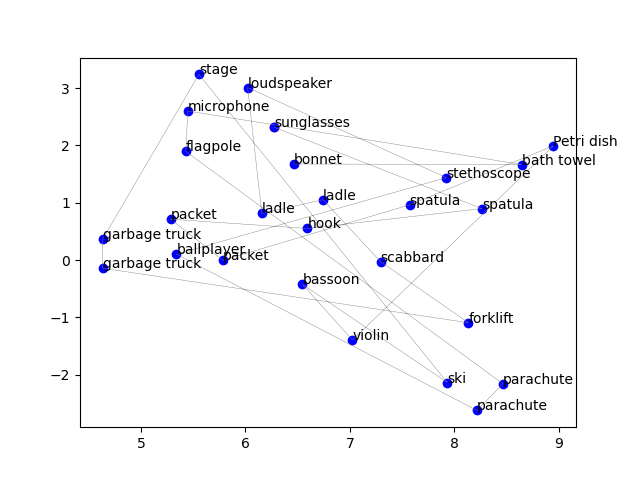 stage
loudspeaker
microphone
sunglasses
Petri dish
flagpole
bonnet
bath towel
stethoscope
ladle
spatula
ladle
spatula
packet
hook
garbage truck
ballplayer
packet
scabbard
garbage truck
bassoon
forklift
violin
ski
parachute
parachute
3
2
1
0
−1
−2
5
6
7
8
9